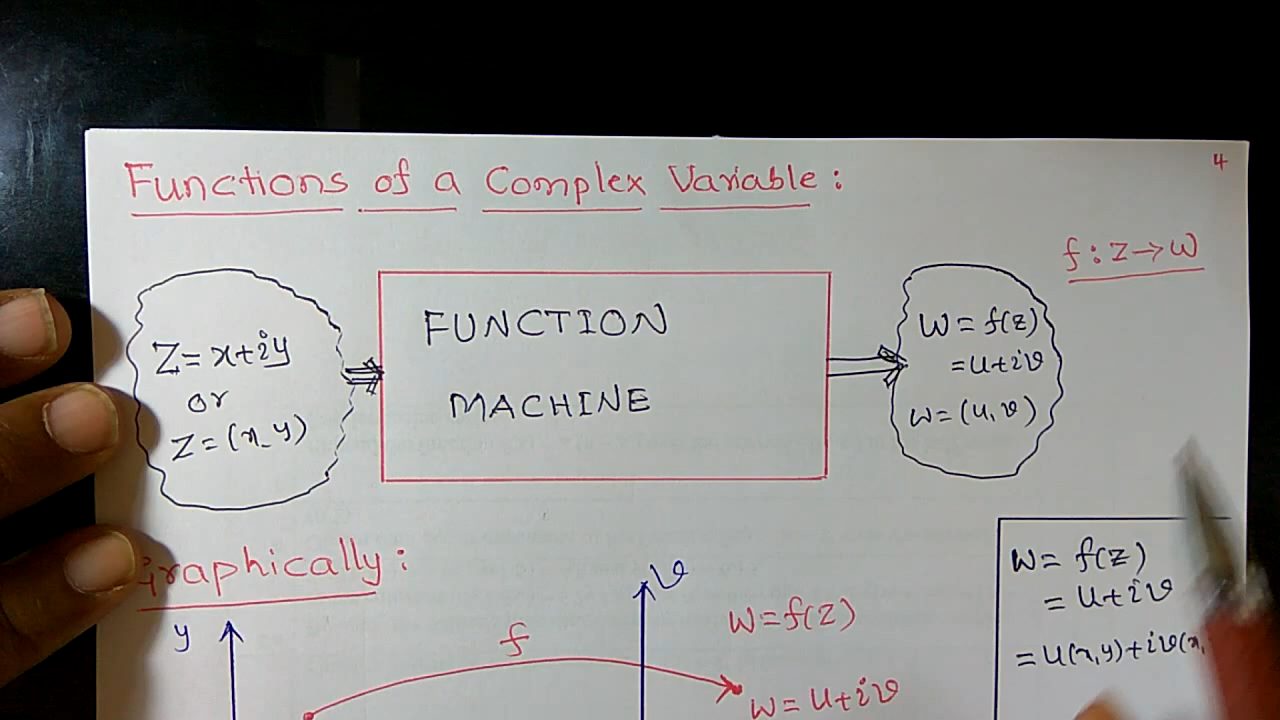 4
Functions of a Complex Variable:
f: z→w
Z = x+iy
or
Z = (x, y)
FUNCTION
MACHINE
W = f(z)
= u+iv
w = (u, v)
Graphically:
y
f
v
W = f(z)
w = u+iv
W = f(z)
= u+iv
= u(x,y)+iv(x,